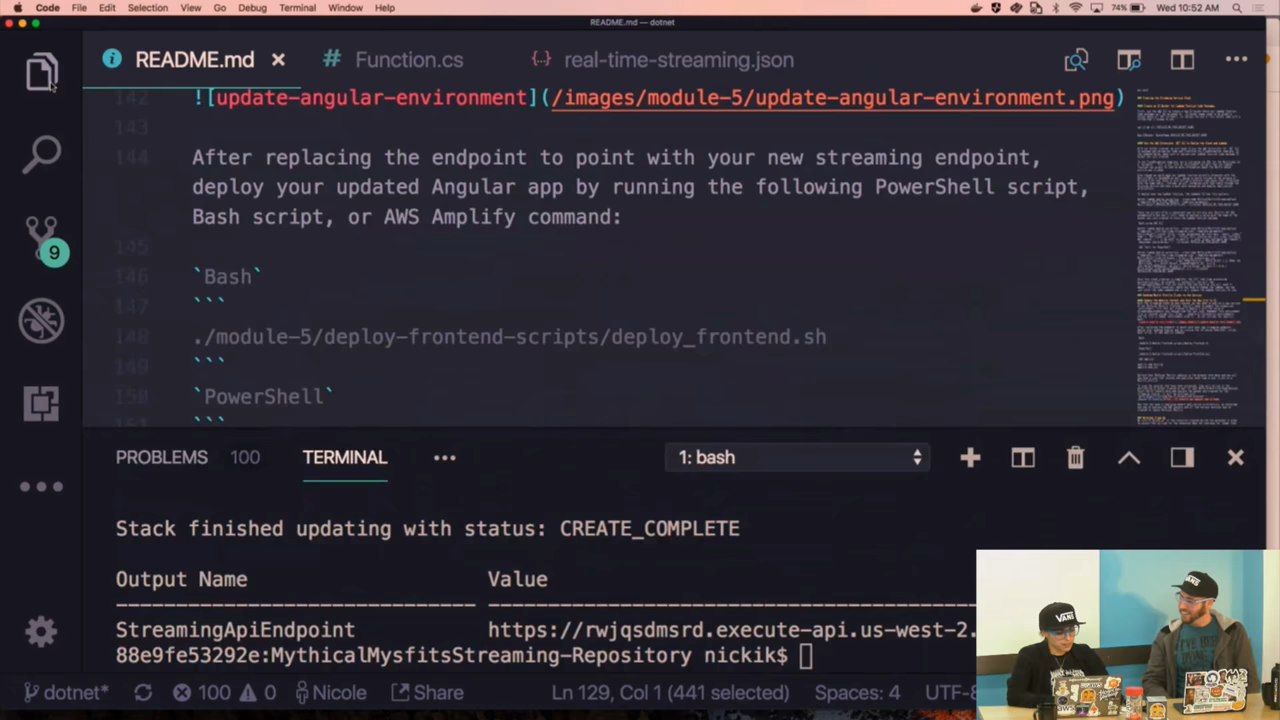 Code File Edit Selection View Go Debug Terminal Window Help 74% Wed 10:52 AM
README.md — dotnet
README.md Function.cs real-time-streaming.json
142 ![update-angular-environment](/images/module-5/update-angular-environment.png)
143
144 After replacing the endpoint to point with your new streaming endpoint,
deploy your updated Angular app by running the following PowerShell script,
Bash script, or AWS Amplify command:
145
146 `Bash`
147 ```
148 ./module-5/deploy-frontend-scripts/deploy_frontend.sh
149 ```
150 `PowerShell`
151 ```
9
PROBLEMS 100 TERMINAL 1: bash
Stack finished updating with status: CREATE_COMPLETE
Output Name Value
------------------------------ --------------------------------
StreamingApiEndpoint https://rwjqsdmsrd.execute-api.us-west-2.
88e9fe53292e:MythicalMysfitsStreaming-Repository nickik$
VANS
VANS
dotnet* 100 0 Nicole Share Ln 129, Col 1 (441 selected) Spaces: 4 UTF-8